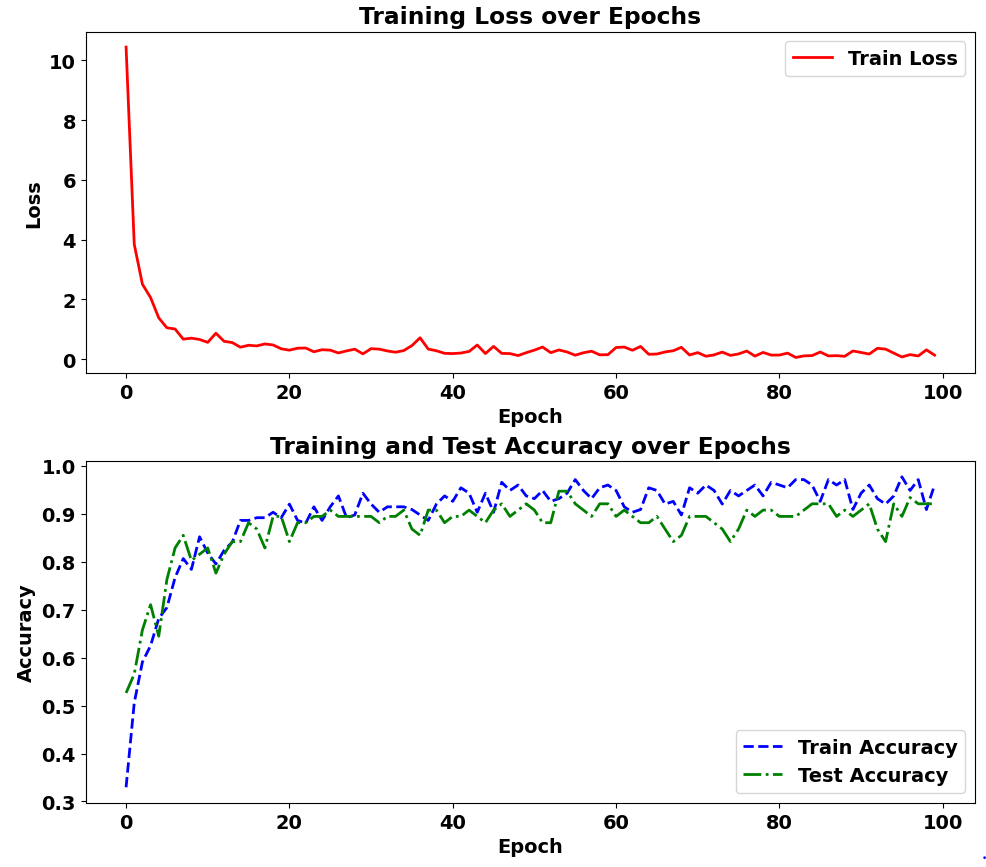 Training Loss over Epochs
10
8
6
4
2
0
Loss
Train Loss
0 20 40 60 80 100
Epoch
Training and Test Accuracy over Epochs
1.0
0.9
0.8
0.7
0.6
0.5
0.4
0.3
Accuracy
Train Accuracy
Test Accuracy
0 20 40 60 80 100
Epoch